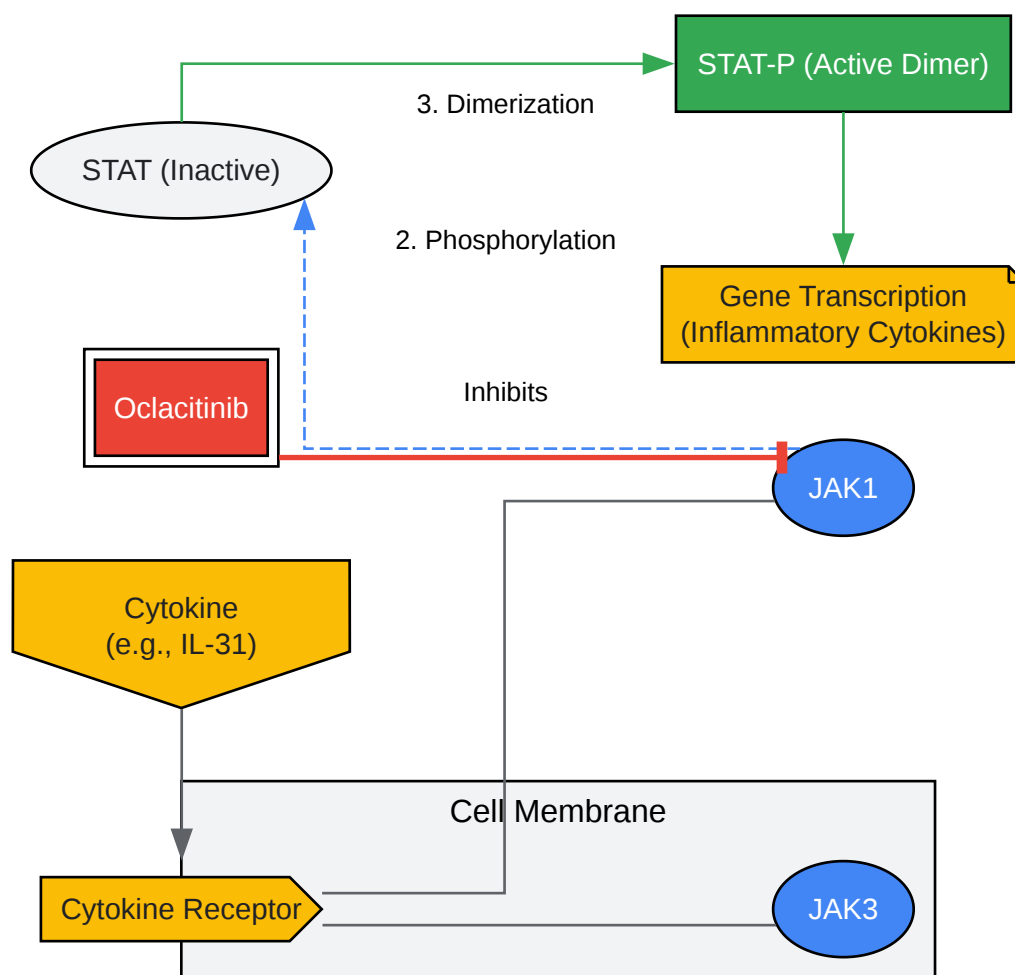 STAT-P (Active Dimer)
3. Dimerization
STAT (Inactive)
2. Phosphorylation
Gene Transcription
(Inflammatory Cytokines)
Inhibits
Oclacitinib
JAK1
Cytokine
(e.g., IL-31)
Cell Membrane
Cytokine Receptor
JAK3